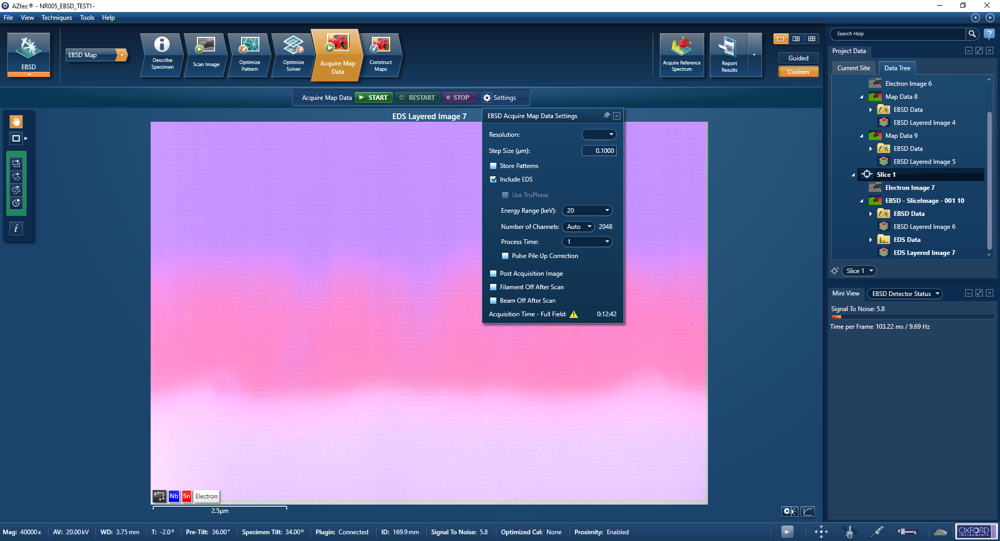 AZtec® - NR005_EBSD_TEST1-
File View Techniques Tools Help
EBSD
EBSD Map
Describe Specimen
Scan Image
Optimize Pattern
Optimize Solver
Acquire Map Data
Construct Maps
Acquire Reference Spectrum
Report Results
Guided
Custom
Search Help
?
Project Data
Current Site
Data Tree
Acquire Map Data START RESTART STOP Settings
EDS Layered Image 7
EBSD Acquire Map Data Settings
Resolution:
Step Size (µm): 0.1000
Store Patterns
Include EDS
Use TruPhase
Energy Range (keV): 20
Number of Channels: Auto 2048
Process Time: 1
Pulse Pile Up Correction
Post Acquisition Image
Filament Off After Scan
Beam Off After Scan
Acquisition Time - Full Field: 0:12:42
Electron Image 6
Map Data 8
EBSD Data
EBSD Layered Image 4
Map Data 9
EBSD Data
EBSD Layered Image 5
Slice 1
Electron Image 7
EBSD - SliceImage - 001 10
EBSD Data
EBSD Layered Image 6
EDS Data
EDS Layered Image 7
Slice 1
Mini View EBSD Detector Status
Signal To Noise: 5.8
Time per Frame 103.22 ms / 9.69 Hz
i
X Y Nb Sn Electron
2.5µm
Mag: 40000 x AV: 20.00 kV WD: 3.75 mm T: -2.0° Pre-Tilt: 36.00° Specimen Tilt: 34.00° Plugin: Connected ID: 169.9 mm Signal To Noise: 5.8 Optimized Cal: None Proximity: Enabled
OXFORD
INSTRUMENTS